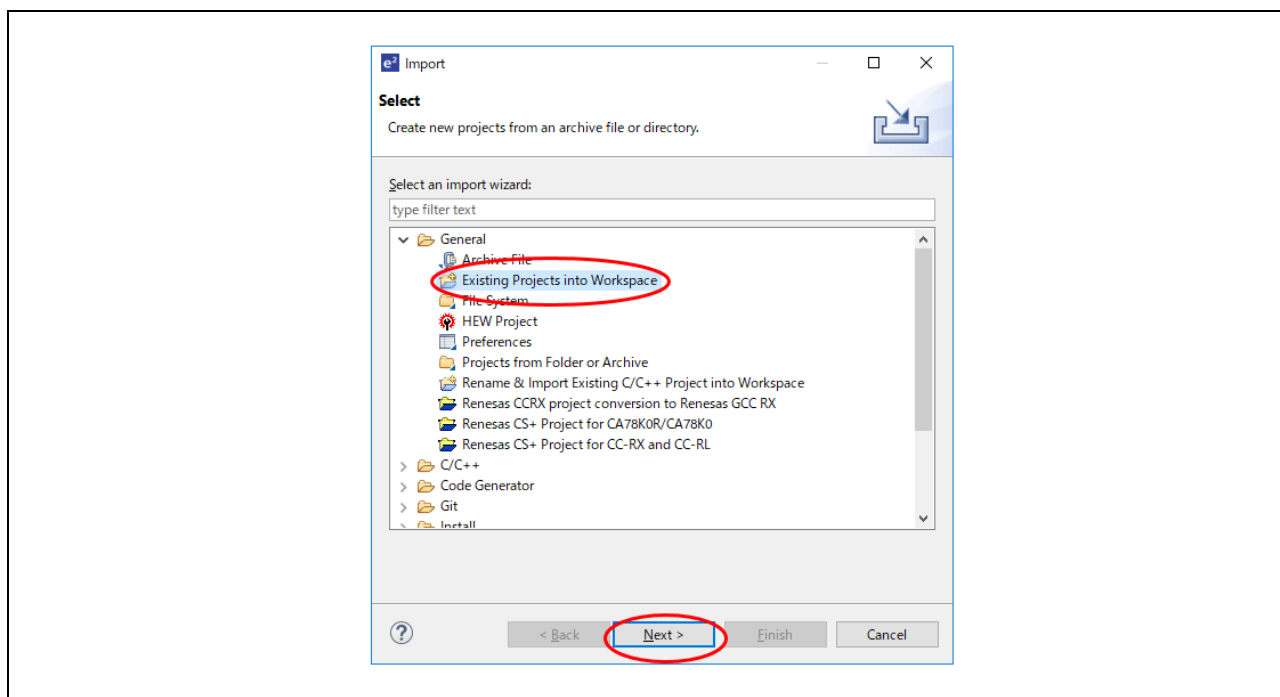 e² Import
Select
Create new projects from an archive file or directory.
Select an import wizard:
type filter text
General
Archive File
Existing Projects into Workspace
File System
HEW Project
Preferences
Projects from Folder or Archive
Rename & Import Existing C/C++ Project into Workspace
Renesas CCRX project conversion to Renesas GCC RX
Renesas CS+ Project for CA78K0R/CA78K0
Renesas CS+ Project for CC-RX and CC-RL
C/C++
Code Generator
Git
Install
? < Back Next > Finish Cancel